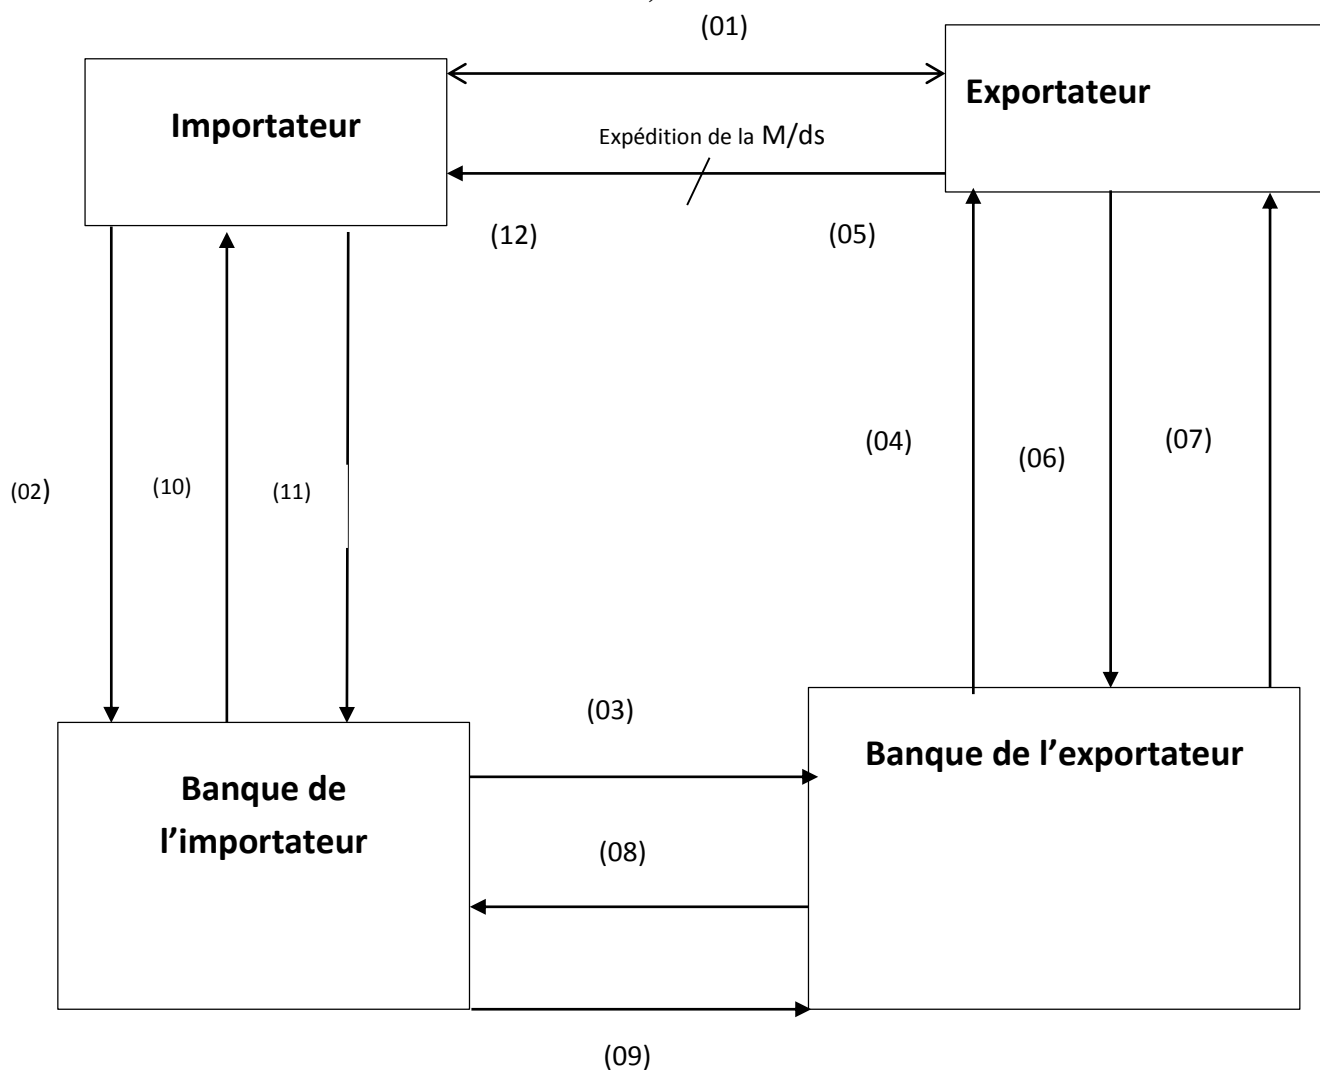 (01)
Exportateur
Importateur
Expédition de la M/ds
(12)
(05)
(04)
(06)
(07)
(02)
(10)
(11)
(03)
Banque de l’exportateur
Banque de
l’importateur
(08)
(09)